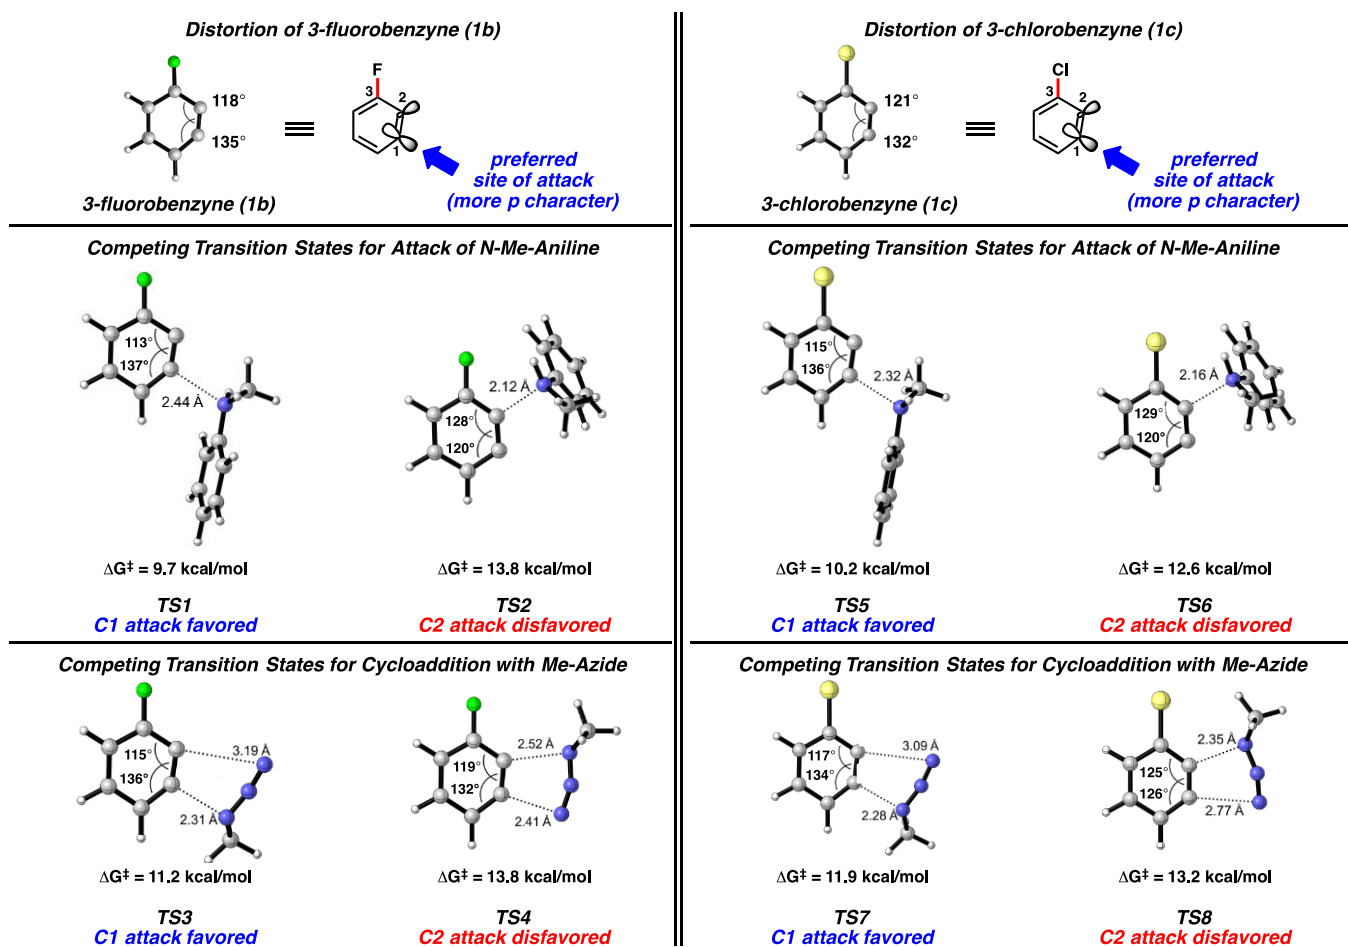 Distortion of 3-fluorobenzyne (1b)
118°
135°
F
3
2
1
preferred
site of attack
(more p character)
3-fluorobenzyne (1b)
Competing Transition States for Attack of N-Me-Aniline
113°
137°
2.44 Å
ΔG‡ = 9.7 kcal/mol
TS1
C1 attack favored
2.12 Å
128°
120°
ΔG‡ = 13.8 kcal/mol
TS2
C2 attack disfavored
Competing Transition States for Cycloaddition with Me-Azide
115°
136°
3.19 Å
2.31 Å
ΔG‡ = 11.2 kcal/mol
TS3
C1 attack favored
2.52 Å
119°
132°
2.41 Å
ΔG‡ = 13.8 kcal/mol
TS4
C2 attack disfavored
Distortion of 3-chlorobenzyne (1c)
121°
132°
Cl
3
2
1
preferred
site of attack
(more p character)
3-chlorobenzyne (1c)
Competing Transition States for Attack of N-Me-Aniline
115°
136°
2.32 Å
ΔG‡ = 10.2 kcal/mol
TS5
C1 attack favored
2.16 Å
129°
120°
ΔG‡ = 12.6 kcal/mol
TS6
C2 attack disfavored
Competing Transition States for Cycloaddition with Me-Azide
117°
134°
3.09 Å
2.28 Å
ΔG‡ = 11.9 kcal/mol
TS7
C1 attack favored
2.35 Å
125°
126°
2.77 Å
ΔG‡ = 13.2 kcal/mol
TS8
C2 attack disfavored